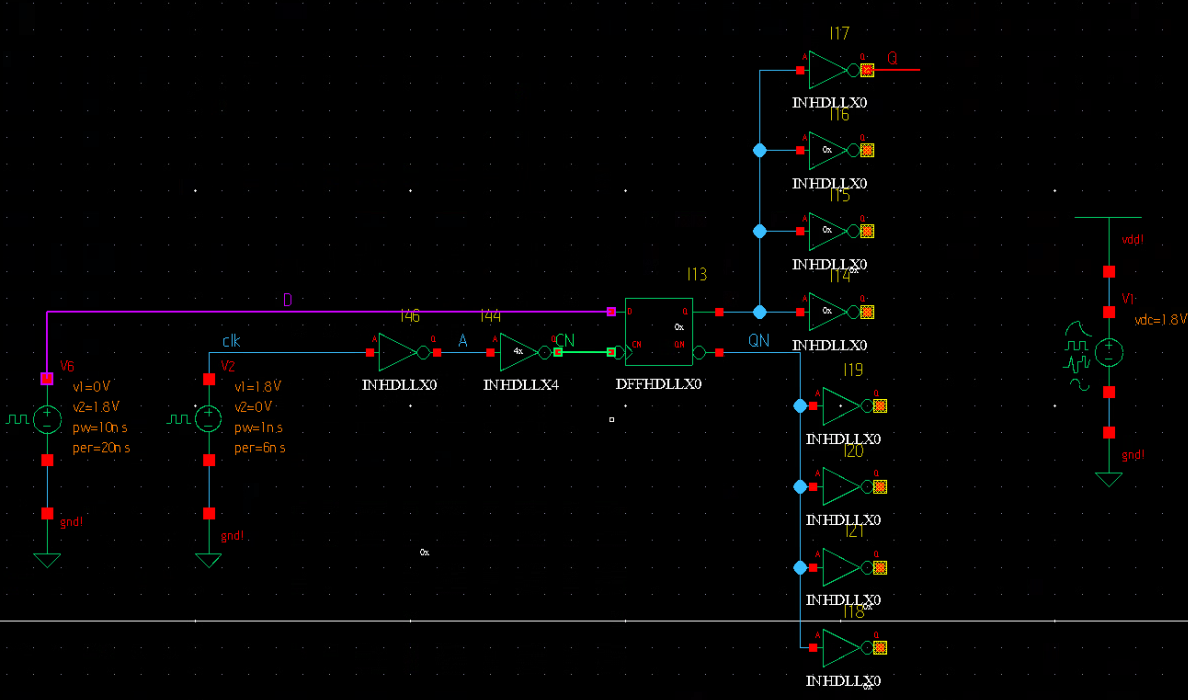 I17
A
Q
Q
INHDLLX0
I16
A
0x
Q
INHDLLX0
I15
A
0x
Q
INHDLLX0
I14
A
0x
Q
INHDLLX0
vdd!
V1
vdc=1.8V
gnd!
I13
D
Q
0x
CN
QN
DFFHDLLX0
D
I46
A
Q
INHDLLX0
A
I44
A
4x
Q
INHDLLX4
CN
clk
QN
V6
v1=0V
v2=1.8V
pw=10ns
per=20ns
gnd!
V2
v1=1.8V
v2=0V
pw=1ns
per=6ns
gnd!
0x
I19
A
Q
INHDLLX0
I20
A
Q
INHDLLX0
I21
A
Q
INHDLLX0
I18
A
Q
INHDLLX0